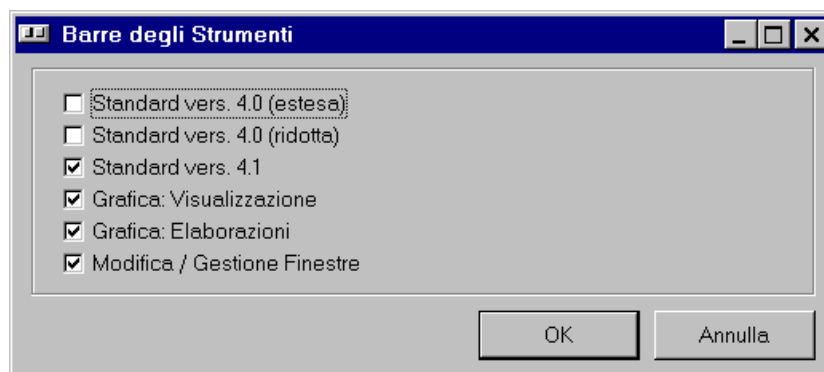 Barre degli Strumenti
Standard vers. 4.0 (estesa)
Standard vers. 4.0 (ridotta)
Standard vers. 4.1
Grafica: Visualizzazione
Grafica: Elaborazioni
Modifica / Gestione Finestre
OK Annulla